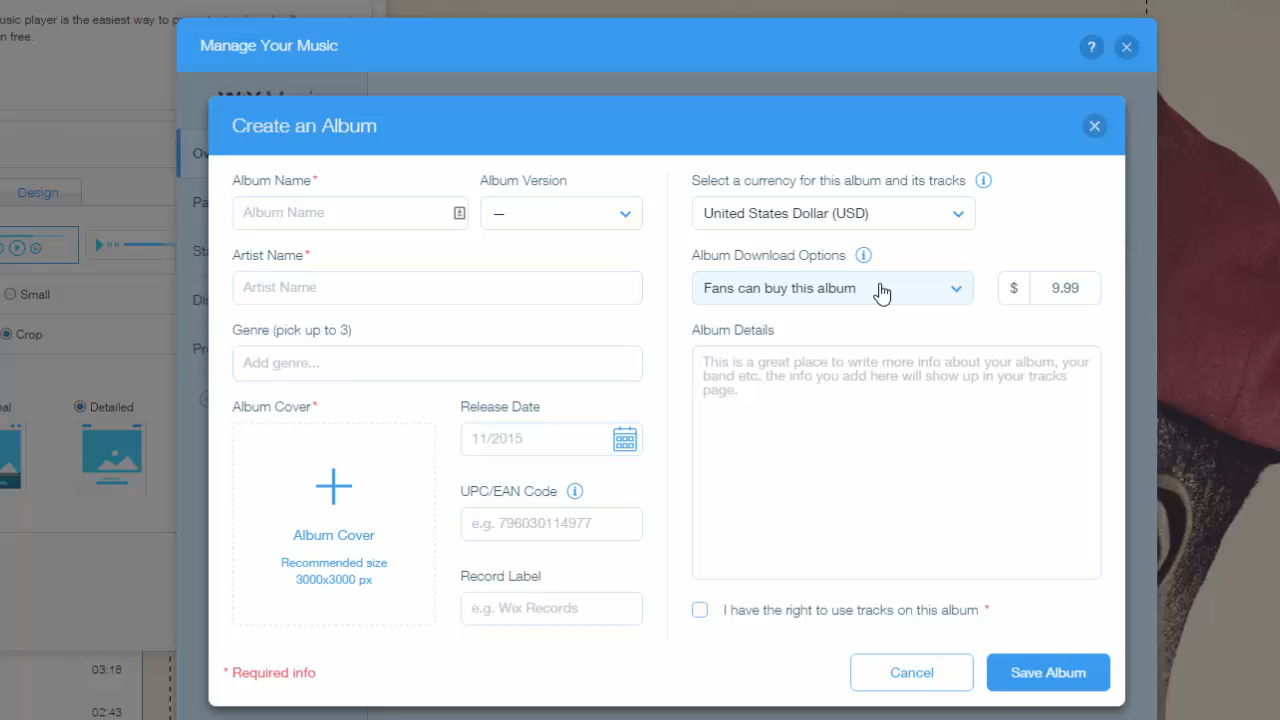 usic player is the easiest way to
n free.
Manage Your Music
?
Create an Album
Album Name*
Album Name
Album Version
—
Artist Name*
Artist Name
Genre (pick up to 3)
Add genre...
Album Cover*
Album Cover
Recommended size
3000x3000 px
Release Date
11/2015
UPC/EAN Code
e.g. 796030114977
Record Label
e.g. Wix Records
* Required info
Select a currency for this album and its tracks
United States Dollar (USD)
Album Download Options
Fans can buy this album
$ 9.99
Album Details
This is a great place to write more info about your album, your
band etc. the info you add here will show up in your tracks
page.
I have the right to use tracks on this album *
Cancel
Save Album
Design
Small
Crop
Detailed
03:18
02:43